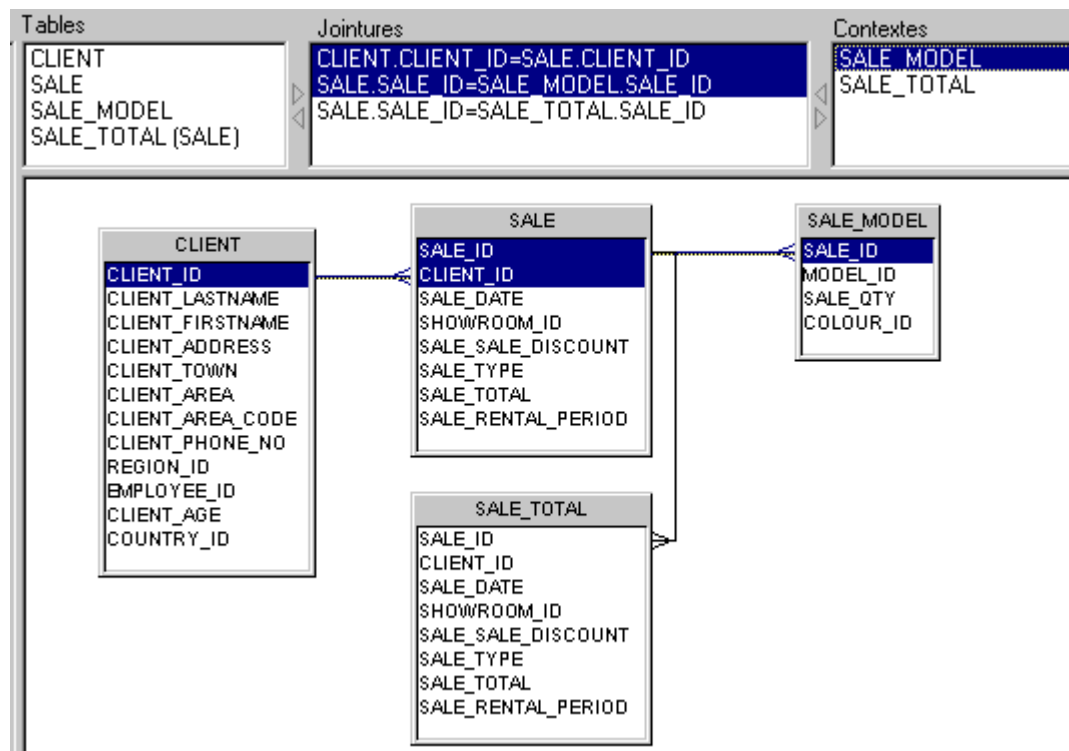 Tables
CLIENT
SALE
SALE_MODEL
SALE_TOTAL (SALE)
Jointures
CLIENT.CLIENT_ID=SALE.CLIENT_ID
SALE.SALE_ID=SALE_MODEL.SALE_ID
SALE.SALE_ID=SALE_TOTAL.SALE_ID
Contextes
SALE_MODEL
SALE_TOTAL
CLIENT
CLIENT_ID
CLIENT_LASTNAME
CLIENT_FIRSTNAME
CLIENT_ADDRESS
CLIENT_TOWN
CLIENT_AREA
CLIENT_AREA_CODE
CLIENT_PHONE_NO
REGION_ID
EMPLOYEE_ID
CLIENT_AGE
COUNTRY_ID
SALE
SALE_ID
CLIENT_ID
SALE_DATE
SHOWROOM_ID
SALE_SALE_DISCOUNT
SALE_TYPE
SALE_TOTAL
SALE_RENTAL_PERIOD
SALE_MODEL
SALE_ID
MODEL_ID
SALE_QTY
COLOUR_ID
SALE_TOTAL
SALE_ID
CLIENT_ID
SALE_DATE
SHOWROOM_ID
SALE_SALE_DISCOUNT
SALE_TYPE
SALE_TOTAL
SALE_RENTAL_PERIOD